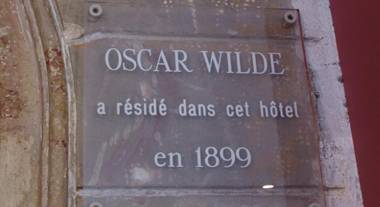 OSCAR WILDE
a résidé dans cet hôtel
en 1899